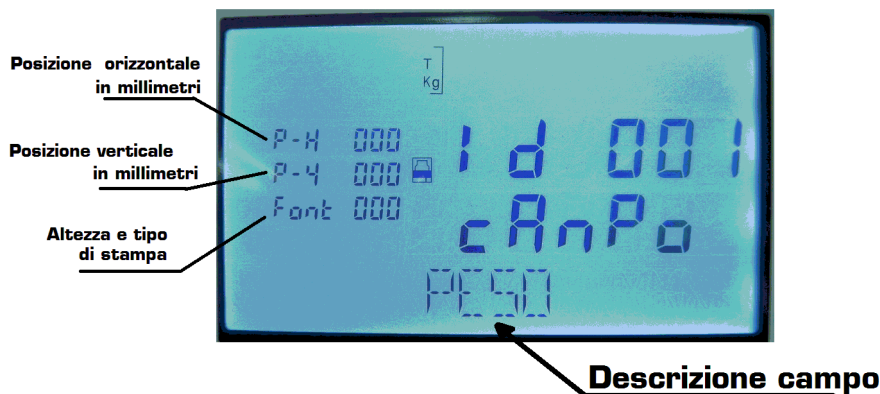 Posizione orizzontale
in millimetri
Posizione verticale
in millimetri
Altezza e tipo
di stampa
T
Kg
P-H 000
P-4 000
Font 000
Id 001
cAnPo
PESO
Descrizione campo